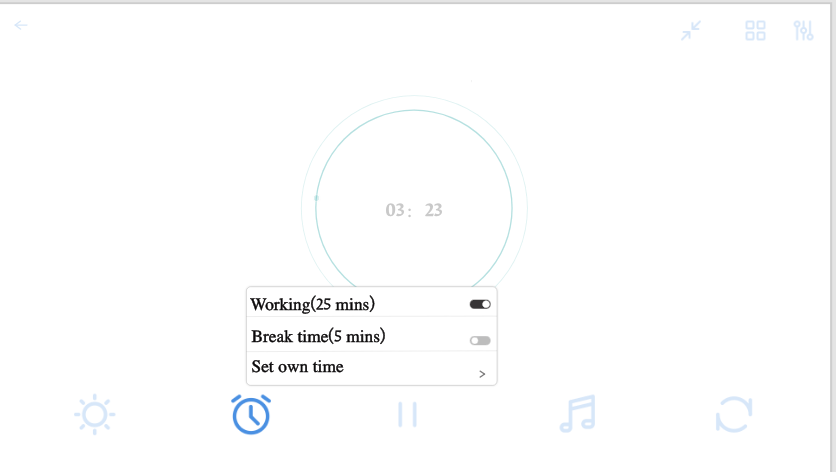 03: 23
Working(25 mins)
Break time(5 mins)
Set own time